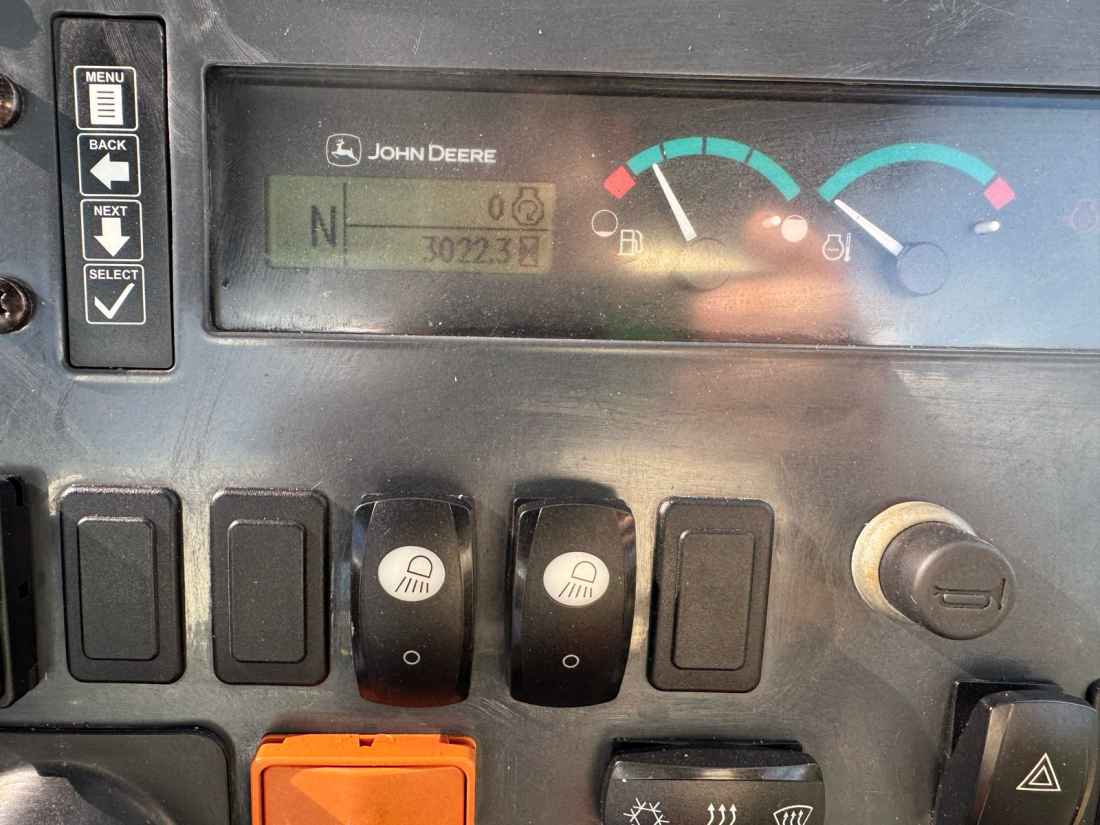 MENU
BACK
NEXT
SELECT
JOHN DEERE
N
0
3022.3